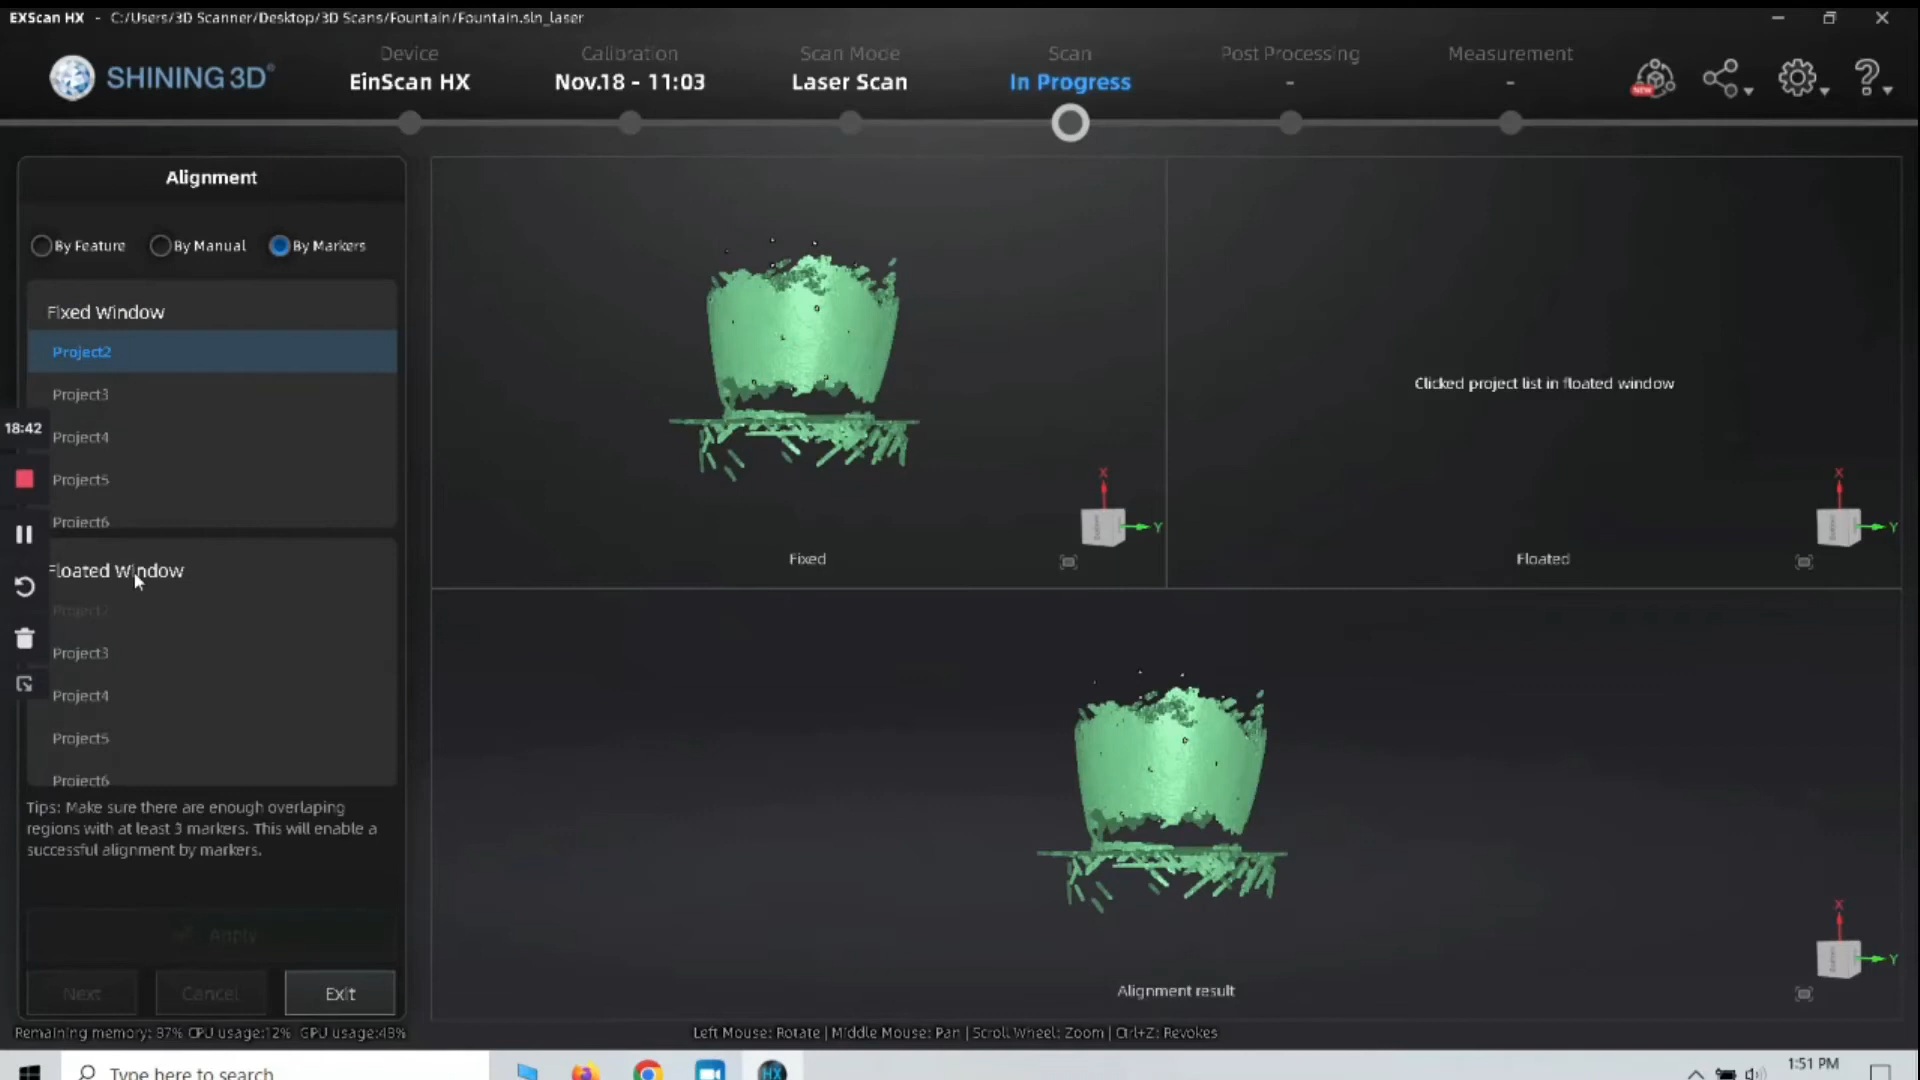 EXScan HX - C:/Users/3D Scanner/Desktop/3D Scans/Fountain/Fountain.sln_laser
SHINING 3D
Device
EinScan HX
Calibration
Nov.18 - 11:03
Scan Mode
Laser Scan
Scan
In Progress
Post Processing
-
Measurement
-
NEW
Alignment
By Feature By Manual By Markers
Fixed Window
Project2
Project3
Project4
Project5
Project6
18:42
Floated Window
Project2
Project3
Project4
Project5
Project6
Tips: Make sure there are enough overlaping
regions with at least 3 markers. This will enable a
successful alignment by markers.
Apply
Next Cancel Exit
Remaining memory: 87% CPU usage:12% GPU usage:48%
Fixed
X
Y
Clicked project list in floated window
Floated
X
Y
Alignment result
X
Y
Left Mouse: Rotate | Middle Mouse: Pan | Scroll Wheel: Zoom | Ctrl+Z: Revokes
Type here to search
HX
1:51 PM